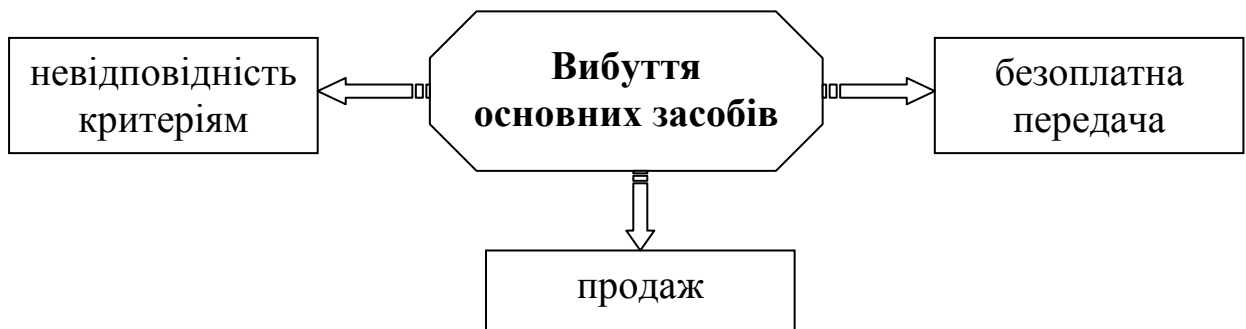 невідповідність
критеріям
Вибуття
основних засобів
безоплатна
передача
продаж